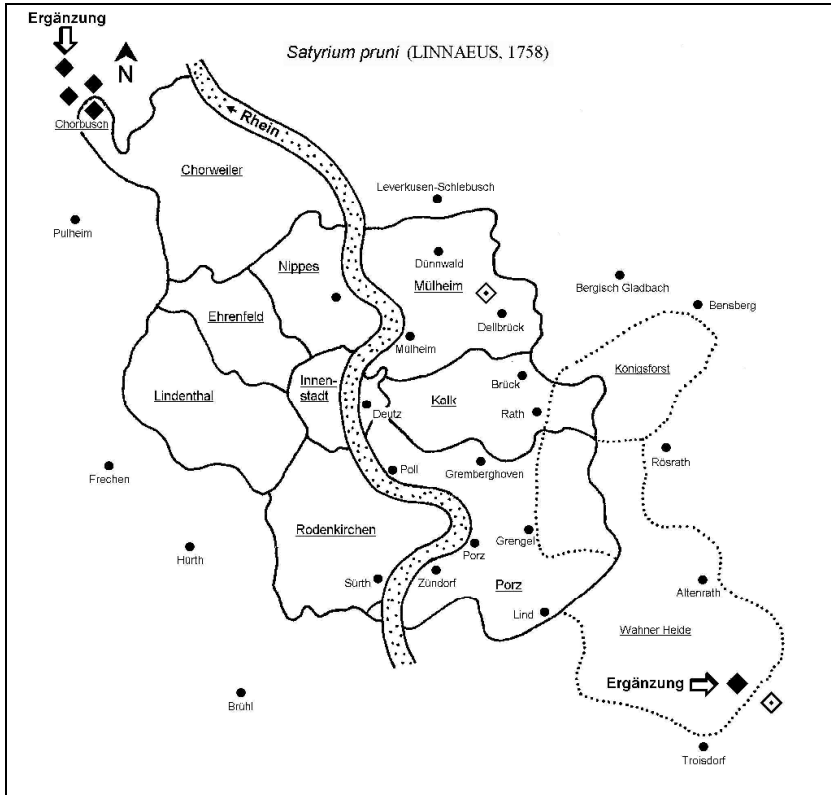 Ergänzung
Satyrium pruni (LINNAEUS, 1758)
N
Chorbusch
Rhein
Chorweiler
Leverkusen-Schlebusch
Pulheim
Dünnwald
Nippes
Mülheim
Bergisch Gladbach
Bensberg
Ehrenfeld
Dellbrück
Mülheim
Königsforst
Innen-
stadt
Brück
Lindenthal
Kalk
Deutz
Rath
Poll
Gremberghoven
Rösrath
Frechen
Rodenkirchen
Grengel
Porz
Hürth
Sürth
Zündorf
Porz
Altenrath
Lind
Wahner Heide
Ergänzung
Brühl
Troisdorf